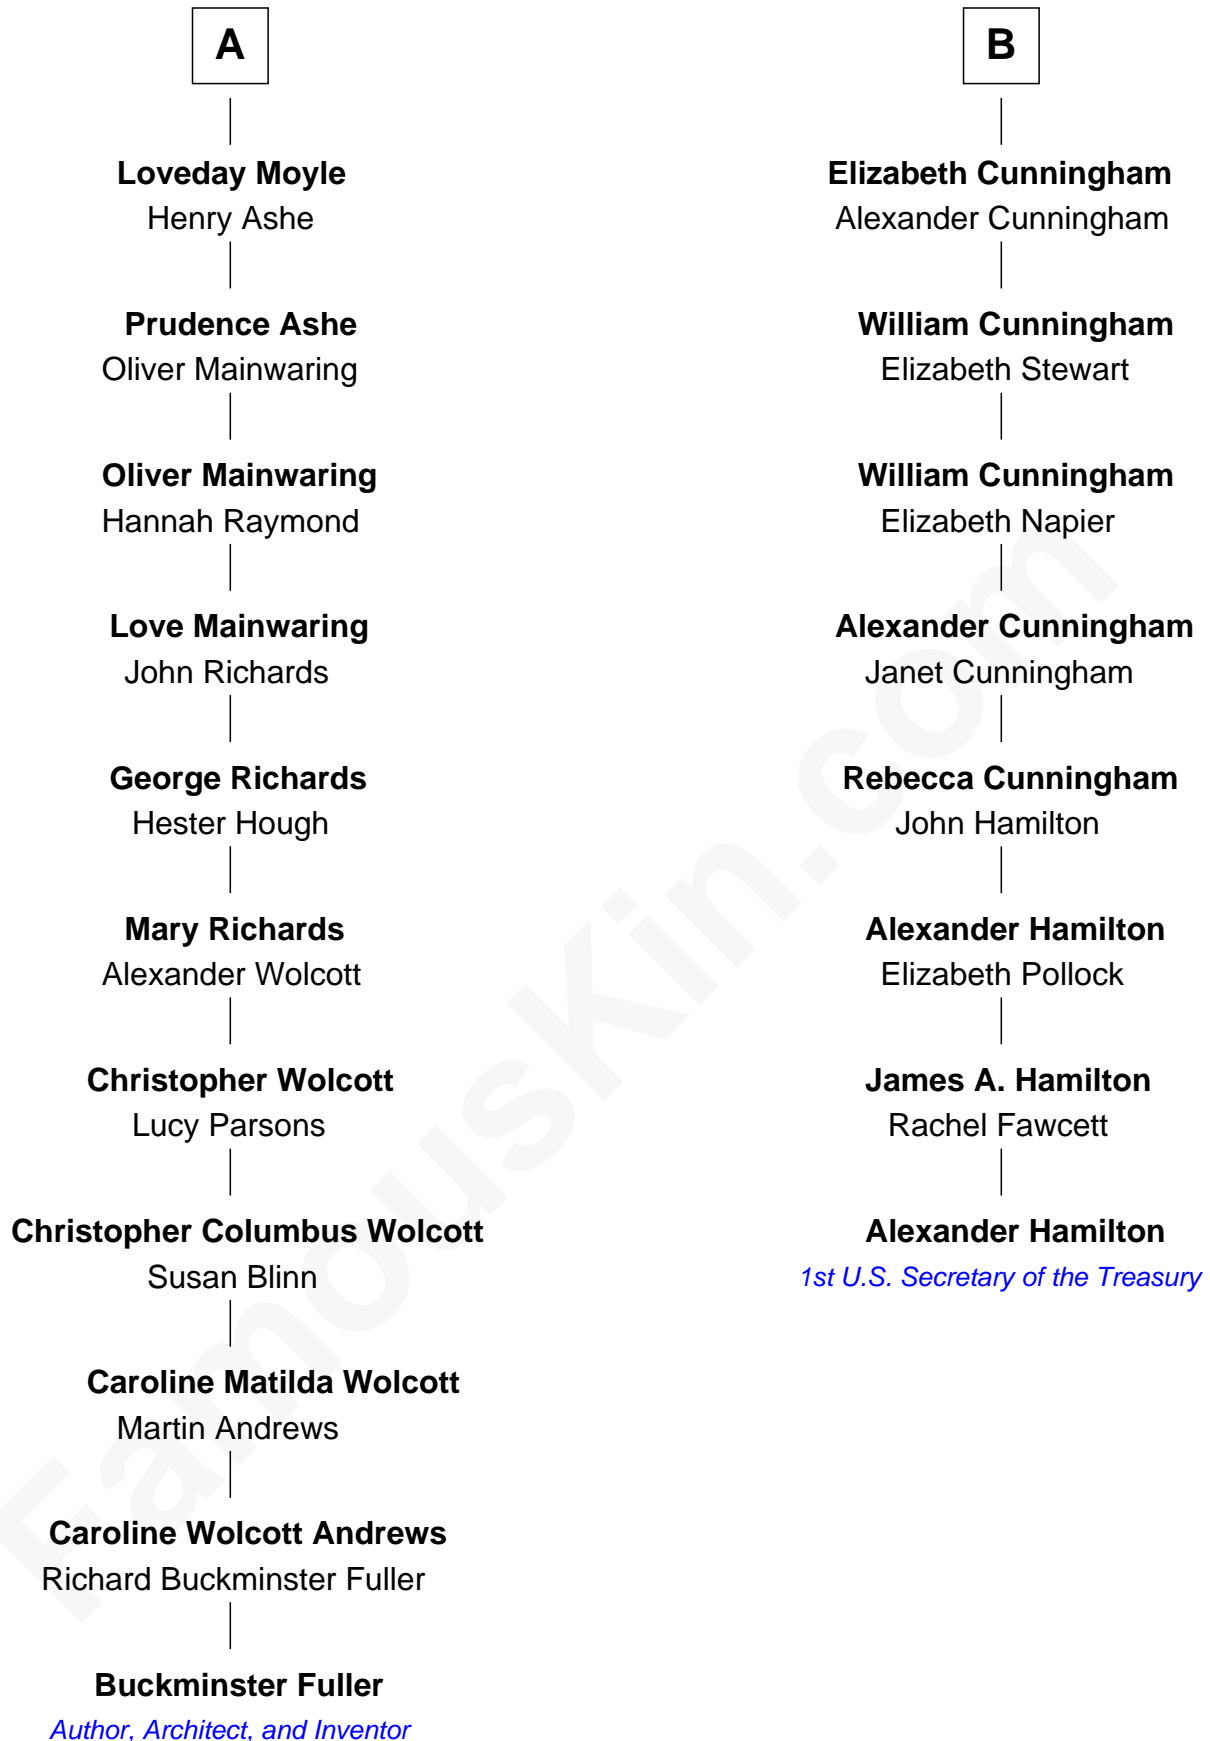 A
Loveday Moyle
Henry Ashe
Prudence Ashe
Oliver Mainwaring
Oliver Mainwaring
Hannah Raymond
Love Mainwaring
John Richards
George Richards
Hester Hough
Mary Richards
Alexander Wolcott
Christopher Wolcott
Lucy Parsons
Christopher Columbus Wolcott
Susan Blinn
Caroline Matilda Wolcott
Martin Andrews
Caroline Wolcott Andrews
Richard Buckminster Fuller
Buckminster Fuller
Author, Architect, and Inventor
B
Elizabeth Cunningham
Alexander Cunningham
William Cunningham
Elizabeth Stewart
William Cunningham
Elizabeth Napier
Alexander Cunningham
Janet Cunningham
Rebecca Cunningham
John Hamilton
Alexander Hamilton
Elizabeth Pollock
James A. Hamilton
Rachel Fawcett
Alexander Hamilton
1st U.S. Secretary of the Treasury
FamousKin.com